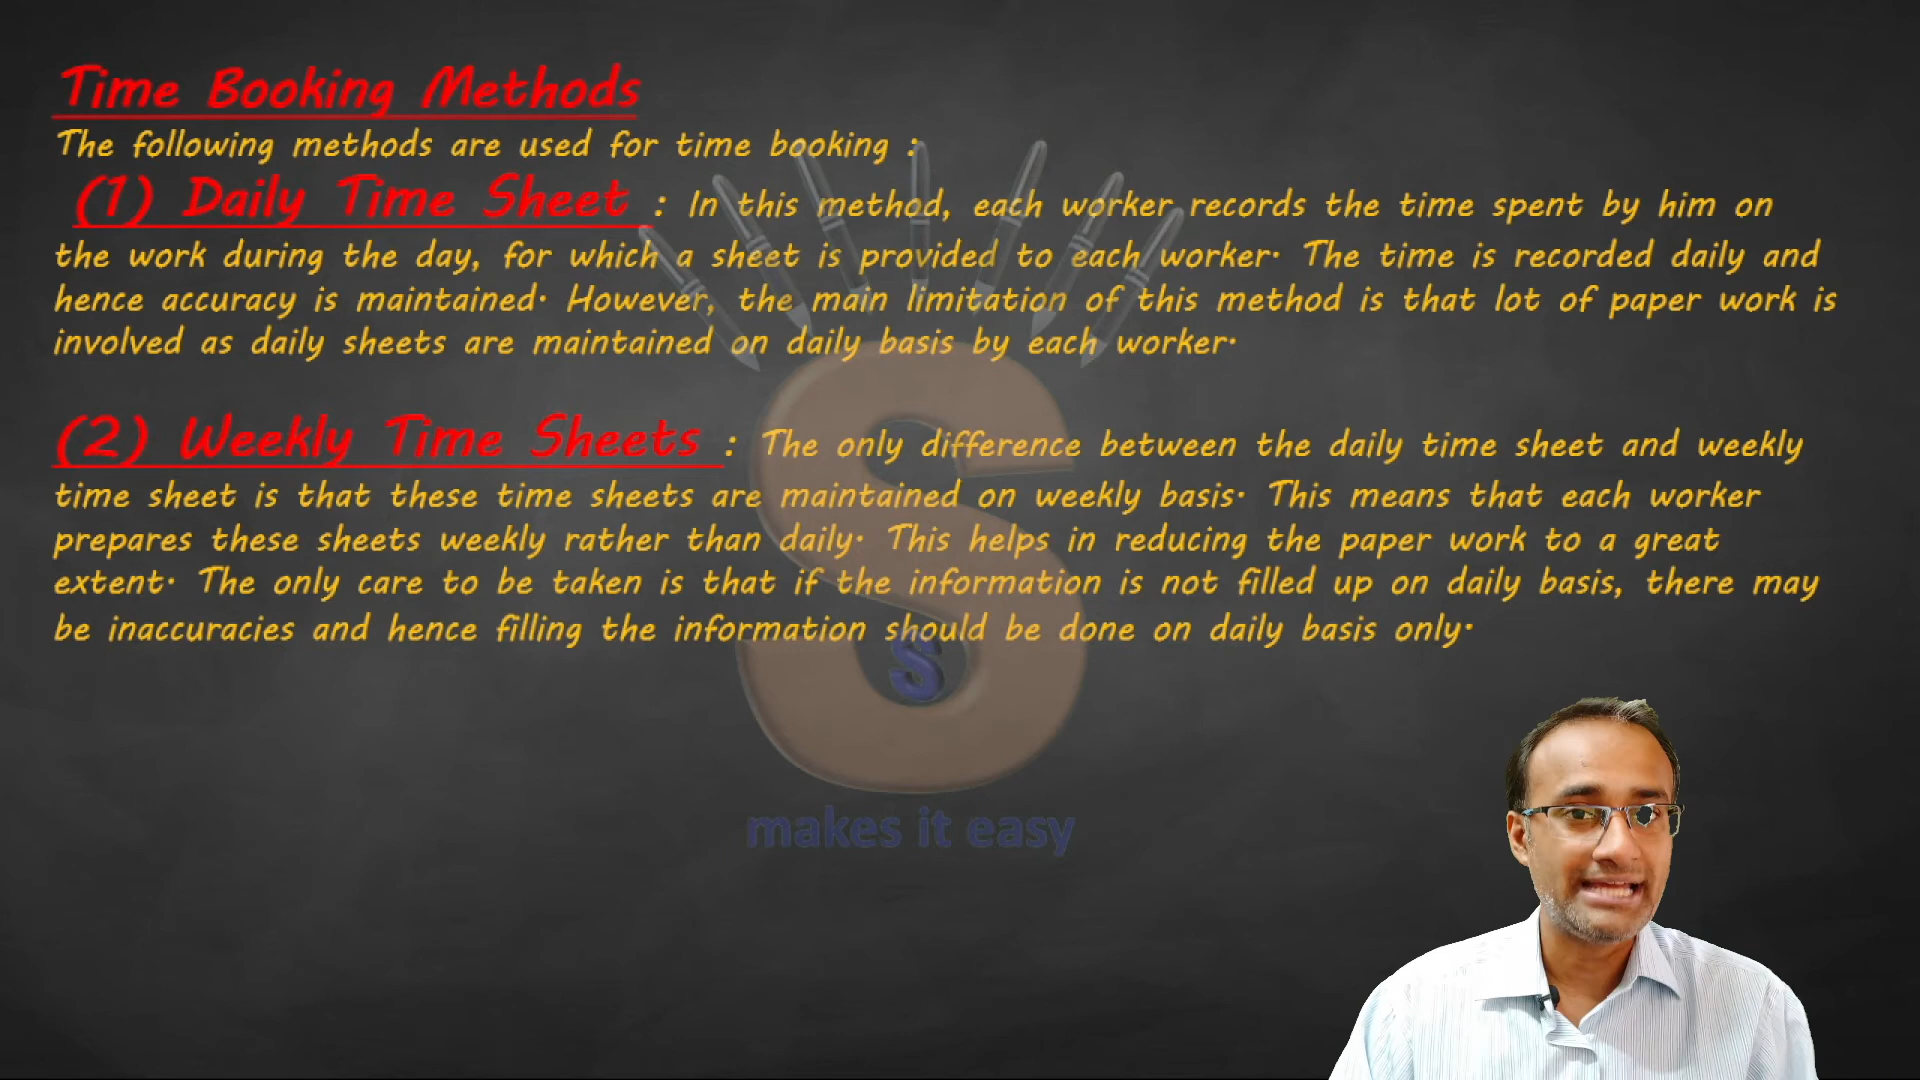 Time Booking Methods
The following methods are used for time booking :
(1) Daily Time Sheet : In this method, each worker records the time spent by him on
the work during the day, for which a sheet is provided to each worker. The time is recorded daily and
hence accuracy is maintained. However, the main limitation of this method is that lot of paper work is
involved as daily sheets are maintained on daily basis by each worker.
(2) Weekly Time Sheets : The only difference between the daily time sheet and weekly
time sheet is that these time sheets are maintained on weekly basis. This means that each worker
prepares these sheets weekly rather than daily. This helps in reducing the paper work to a great
extent. The only care to be taken is that if the information is not filled up on daily basis, there may
be inaccuracies and hence filling the information should be done on daily basis only.
S
S
makes it easy